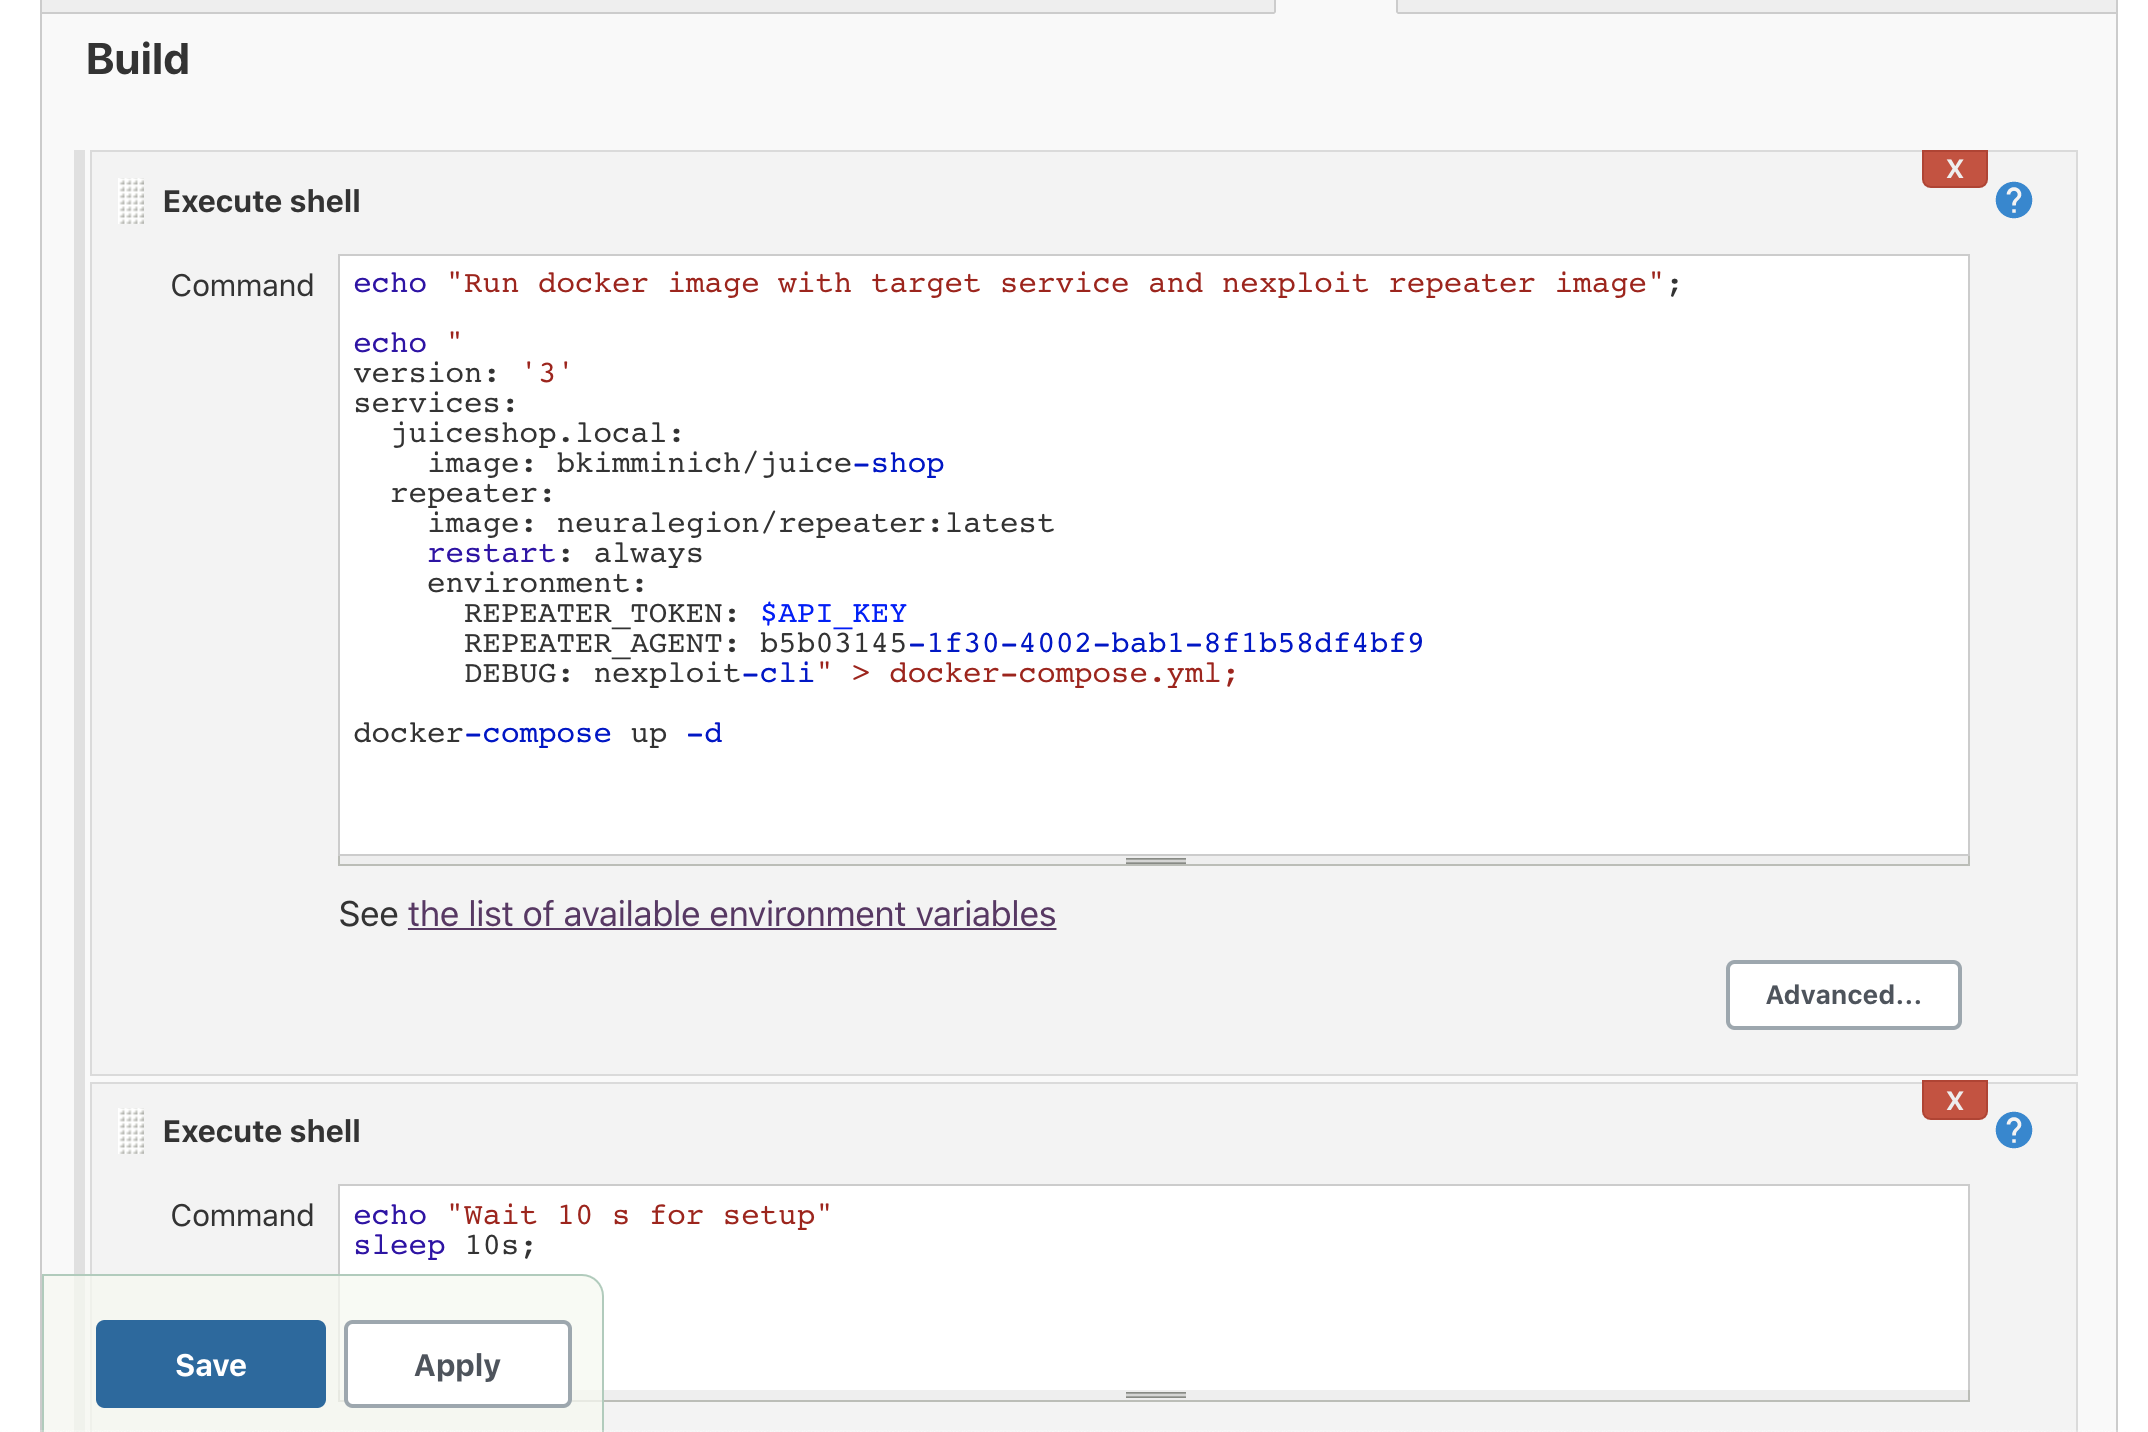 Build
X
Execute shell
?
Command
echo "Run docker image with target service and nexploit repeater image";
echo "
version: '3'
services:
  juiceshop.local:
    image: bkimminich/juice-shop
  repeater:
    image: neuralegion/repeater:latest
    restart: always
    environment:
      REPEATER_TOKEN: $API_KEY
      REPEATER_AGENT: b5b03145-1f30-4002-bab1-8f1b58df4bf9
      DEBUG: nexploit-cli" > docker-compose.yml;
docker-compose up -d
See the list of available environment variables
Advanced...
X
Execute shell
?
Command
echo "Wait 10 s for setup"
sleep 10s;
Save
Apply